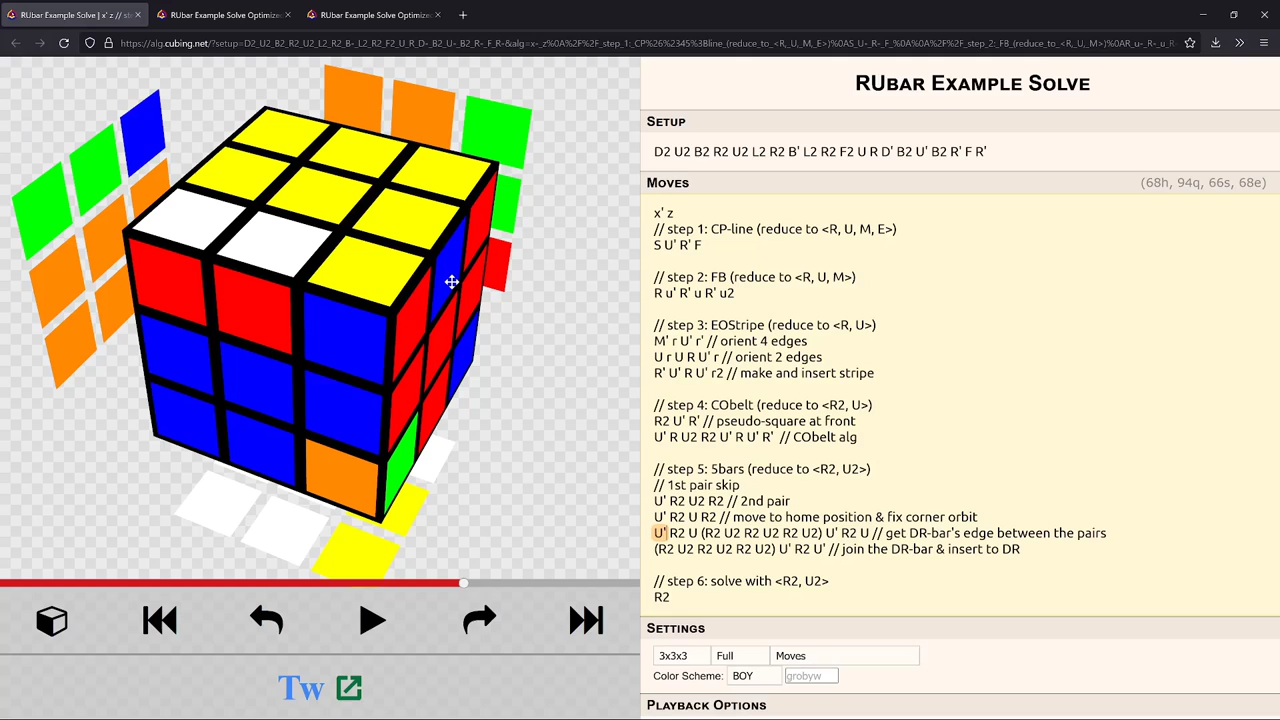 RUbar Example Solve | x' z // st
RUbar Example Solve Optimize
RUbar Example Solve Optimize
RUbar Example Solve
Setup
D2 U2 B2 R2 U2 L2 R2 B' L2 R2 F2 U R D' B2 U' B2 R' F R'
Moves
(68h, 94q, 66s, 68e)
x' z
// step 1: CP-line (reduce to <R, U, M, E>)
S U' R' F
// step 2: FB (reduce to <R, U, M>)
R u' R' u R' u2
// step 3: EOStripe (reduce to <R, U>)
M' r U' r' // orient 4 edges
U r U R U' r // orient 2 edges
R' U' R U' r2 // make and insert stripe
// step 4: CObelt (reduce to <R2, U>)
R2 U' R' // pseudo-square at front
U' R U2 R2 U' R U' R' // CObelt alg
// step 5: 5bars (reduce to <R2, U2>)
// 1st pair skip
U' R2 U2 R2 // 2nd pair
U' R2 U R2 // move to home position & fix corner orbit
U' R2 U (R2 U2 R2 U2 R2 U2) U' R2 U // get DR-bar's edge between the pairs
(R2 U2 R2 U2 R2 U2) U' R2 U' // join the DR-bar & insert to DR
// step 6: solve with <R2, U2>
R2
Settings
3x3x3 Full Moves
Color Scheme: BOY grobyw
Tw
Playback Options